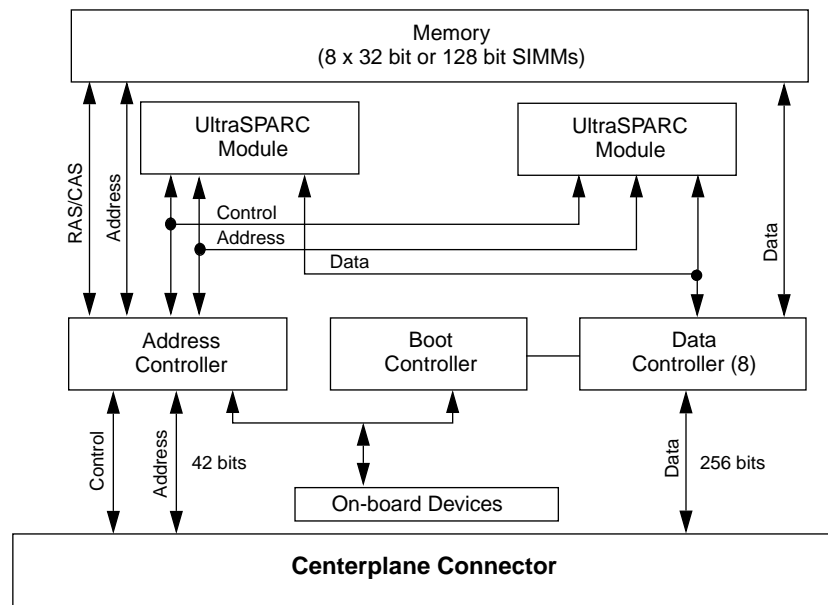 Memory
(8 x 32 bit or 128 bit SIMMs)
UltraSPARC
Module
UltraSPARC
Module
RAS/CAS
Address
Control
Address
Data
Data
Address
Controller
Boot
Controller
Data
Controller (8)
Control
Address
42 bits
Data
256 bits
On-board Devices
Centerplane Connector